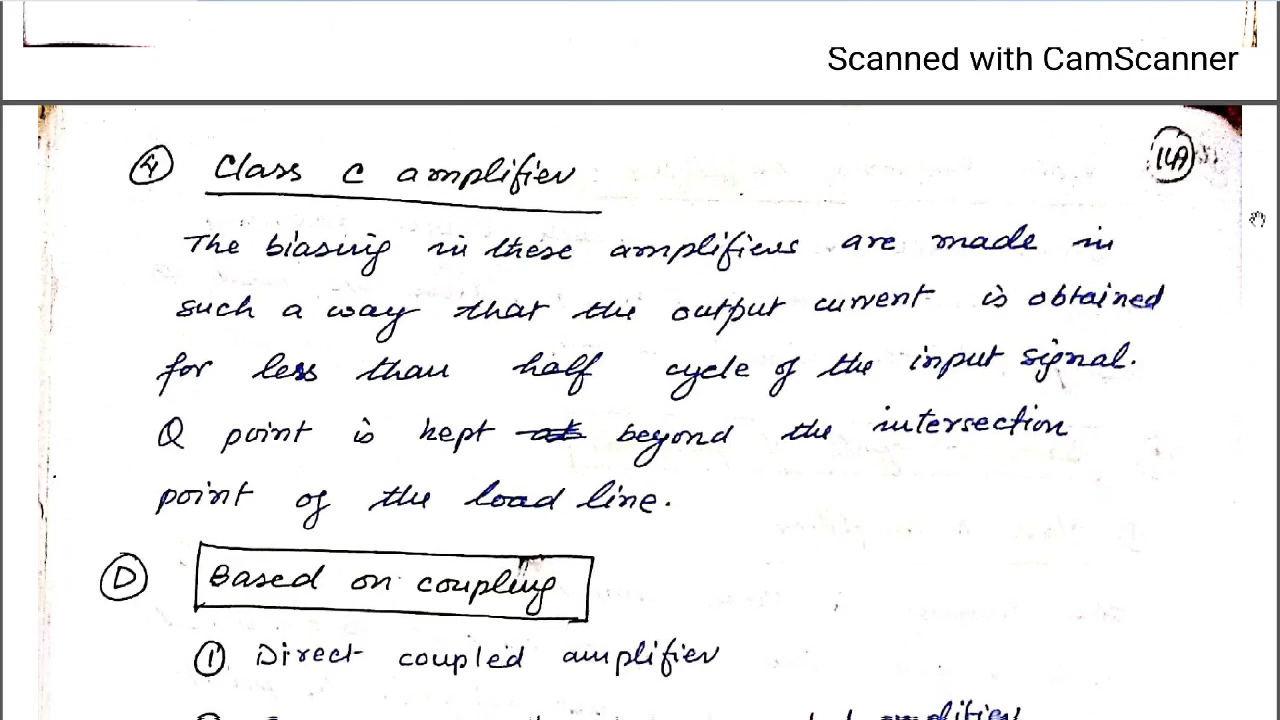 Scanned with CamScanner
④ Class C amplifier
The biasing in these amplifiers are made in
such a way that the output current is obtained
for less than half cycle of the input signal.
Q point is kept beyond the intersection
point of the load line.
Ⓓ Based on coupling
① Direct coupled amplifier
amplifier